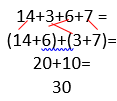 14+3+6+7 =
(14+6)+(3+7)=
20+10=
30